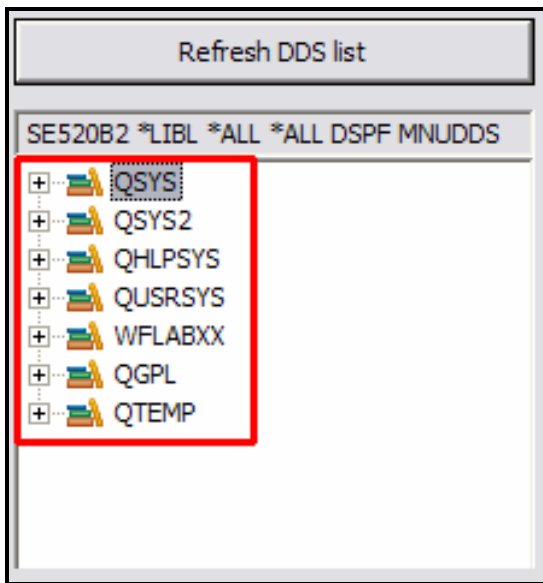 Refresh DDS list
SE520B2 *LIBL *ALL *ALL DSPF MNUDDS
QSYS
QSYS2
QHLPSYS
QUSRSYS
WFLABXX
QGPL
QTEMP